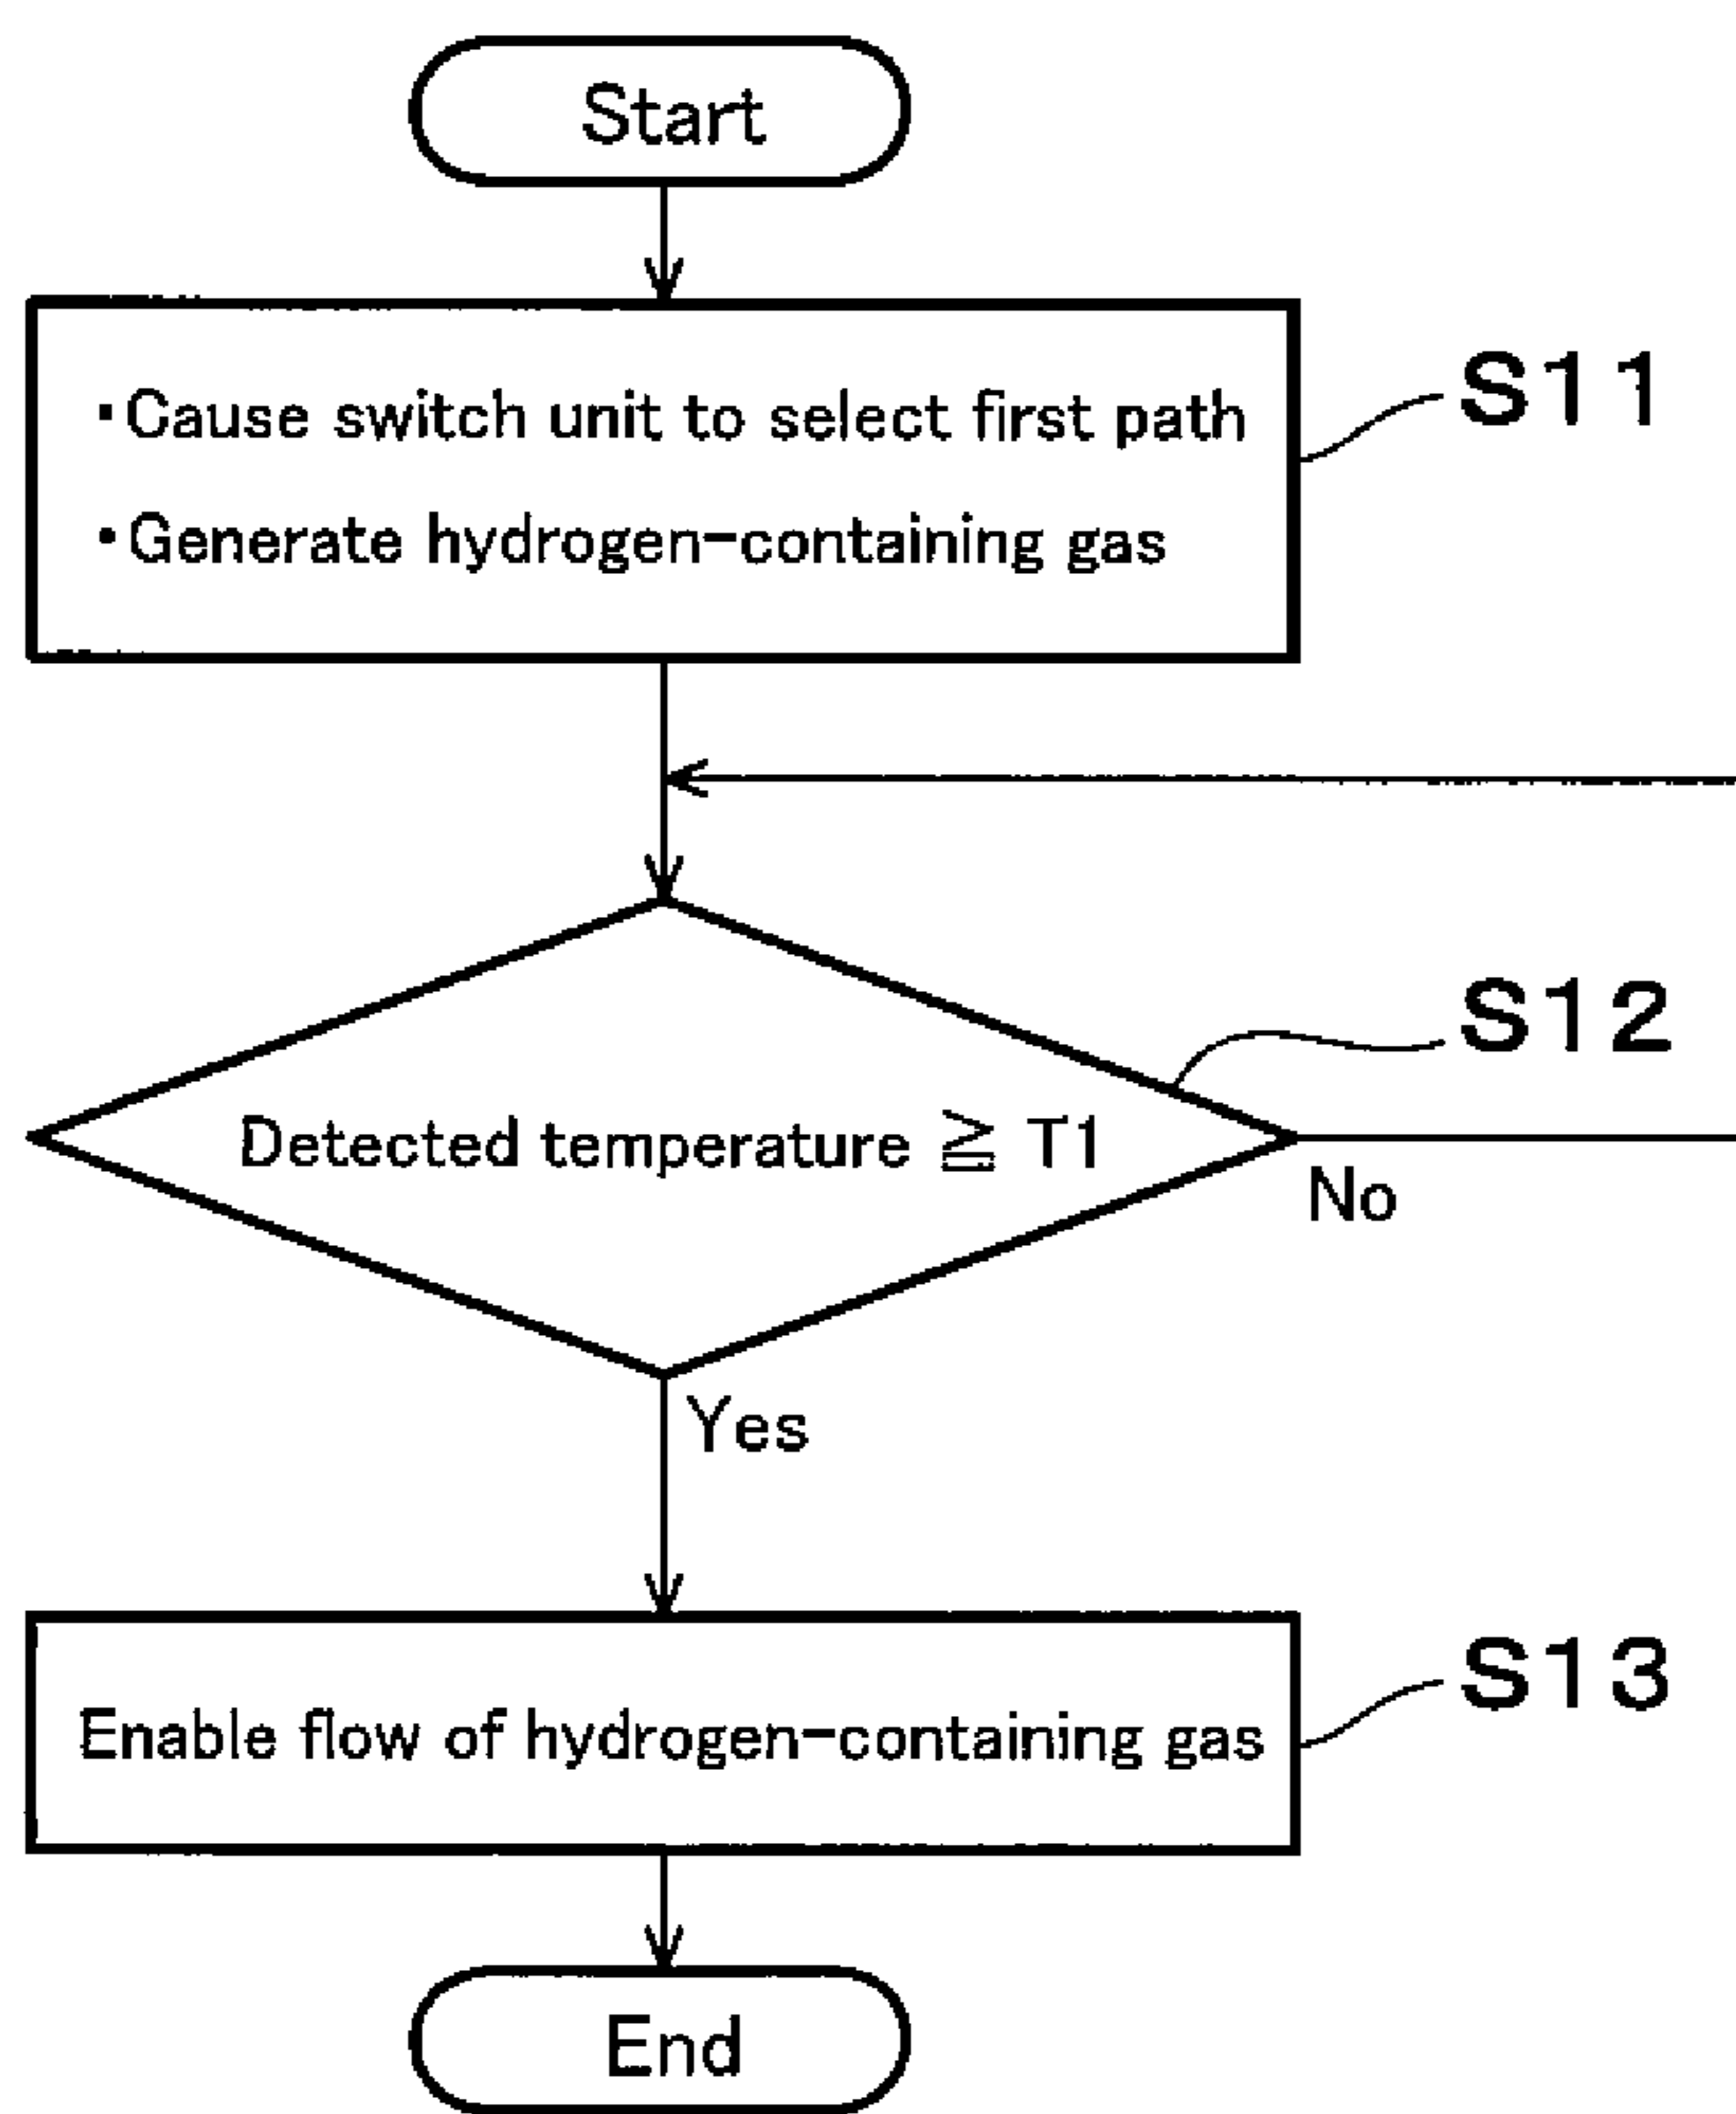 Start
・Cause switch unit to select first path
・Generate hydrogen-containing gas
S11
S12
Detected temperature ≧ T1
No
Yes
S13
Enable flow of hydrogen-containing gas
End